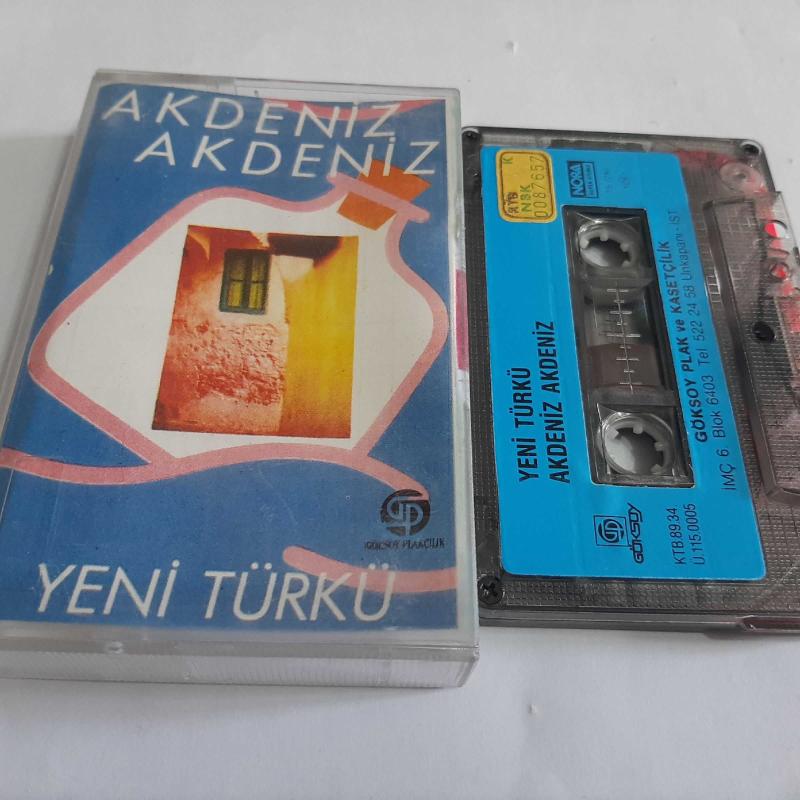 AKDENİZ
AKDENİZ
GÖKSOY PLAKÇILIK
YENİ TÜRKÜ
KTB
NSK K
0087657
NORA
YENİ TÜRKÜ
AKDENİZ AKDENİZ
GÖKSOY PLAK ve KASETÇİLİK
İMÇ 6. Blok 6403 Tel 522 24 58 Unkapanı - İST
GÖKSOY
KTB.89.34
Ü.115.0005